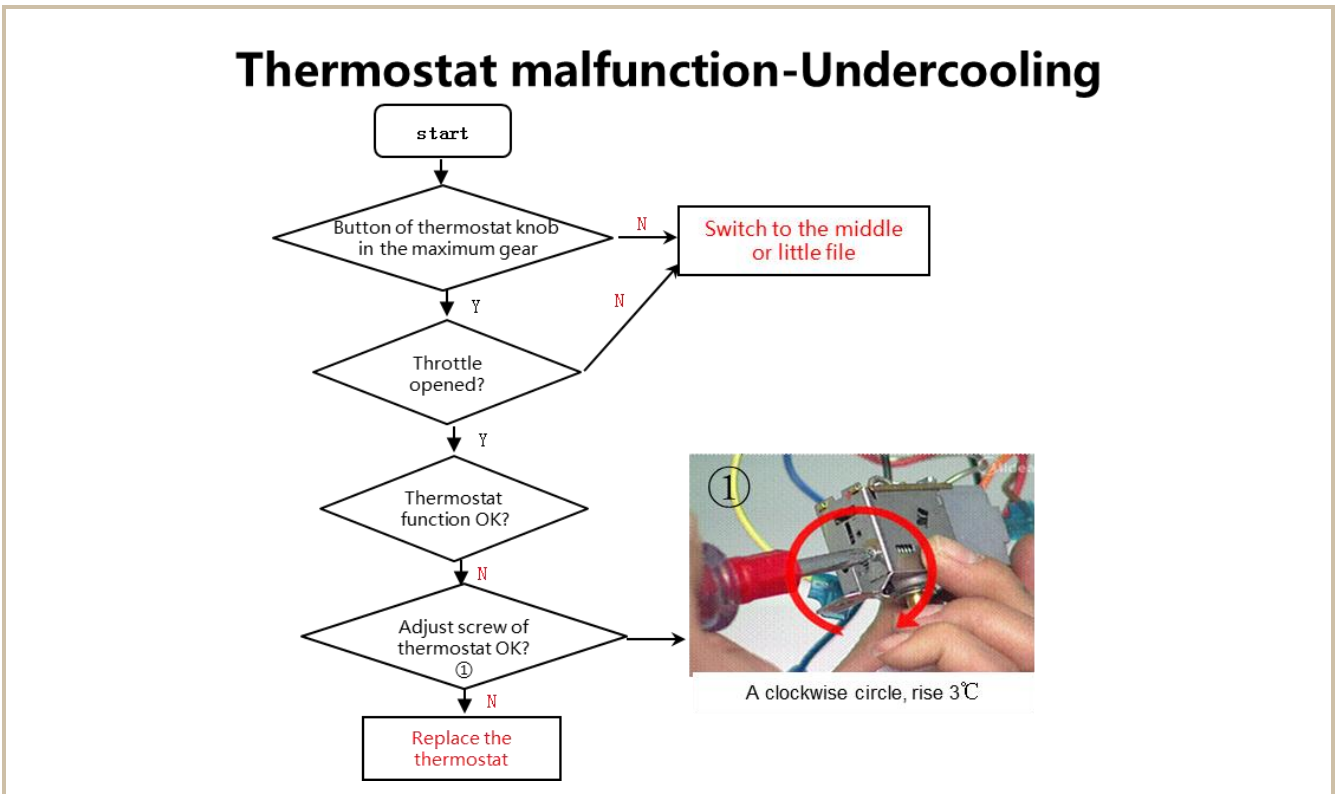 Thermostat malfunction-Undercooling
start
Button of thermostat knob
in the maximum gear
N
Switch to the middle
or little file
Y
N
Throttle
opened?
Y
Thermostat
function OK?
N
Adjust screw of
thermostat OK?
①
N
Replace the
thermostat
①
Midea
A clockwise circle, rise 3℃